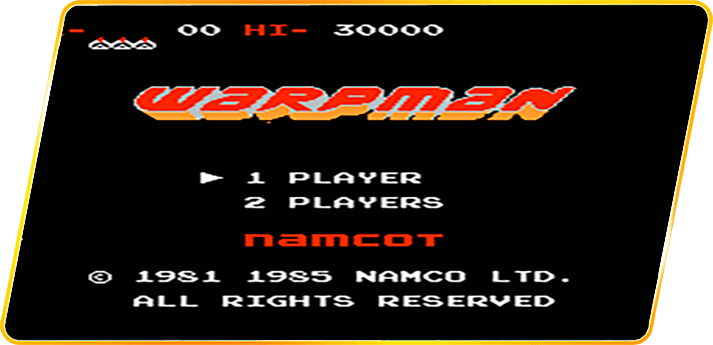 - 00 HI- 30000
WARPMAN
1 PLAYER
2 PLAYERS
namcot
© 1981 1985 NAMCO LTD.
ALL RIGHTS RESERVED